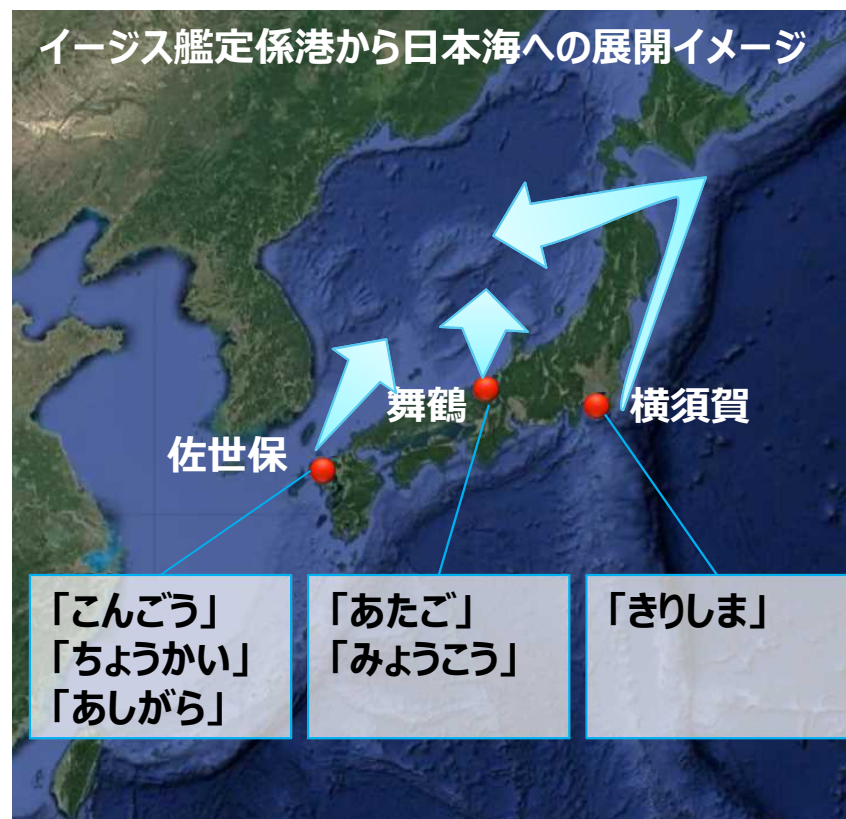 イージス艦定係港から日本海への展開イメージ
舞鶴
横須賀
佐世保
「こんごう」
「ちょうかい」
「あしがら」
「あたご」
「みょうこう」
「きりしま」